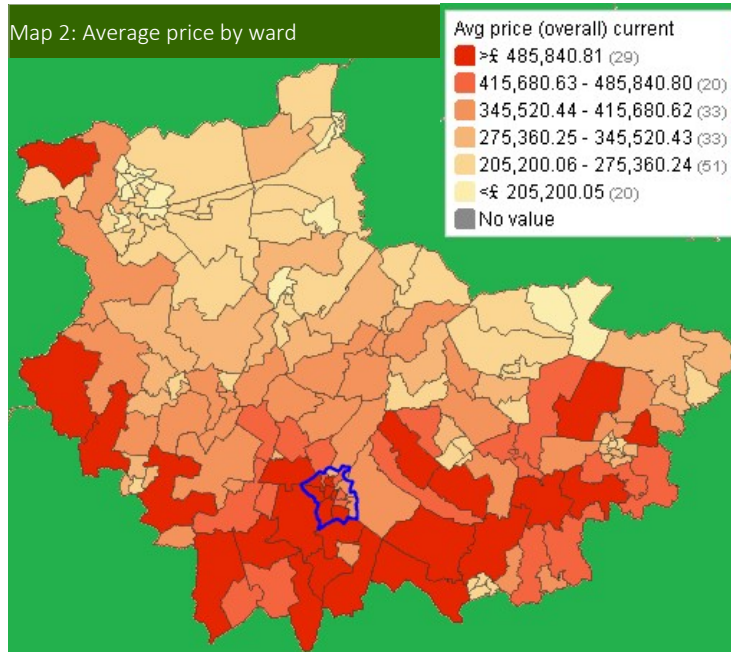 Map 2: Average price by ward
Avg price (overall) current
>£ 485,840.81 (29)
415,680.63 - 485,840.80 (20)
345,520.44 - 415,680.62 (33)
275,360.25 - 345,520.43 (33)
205,200.06 - 275,360.24 (51)
<£ 205,200.05 (20)
No value